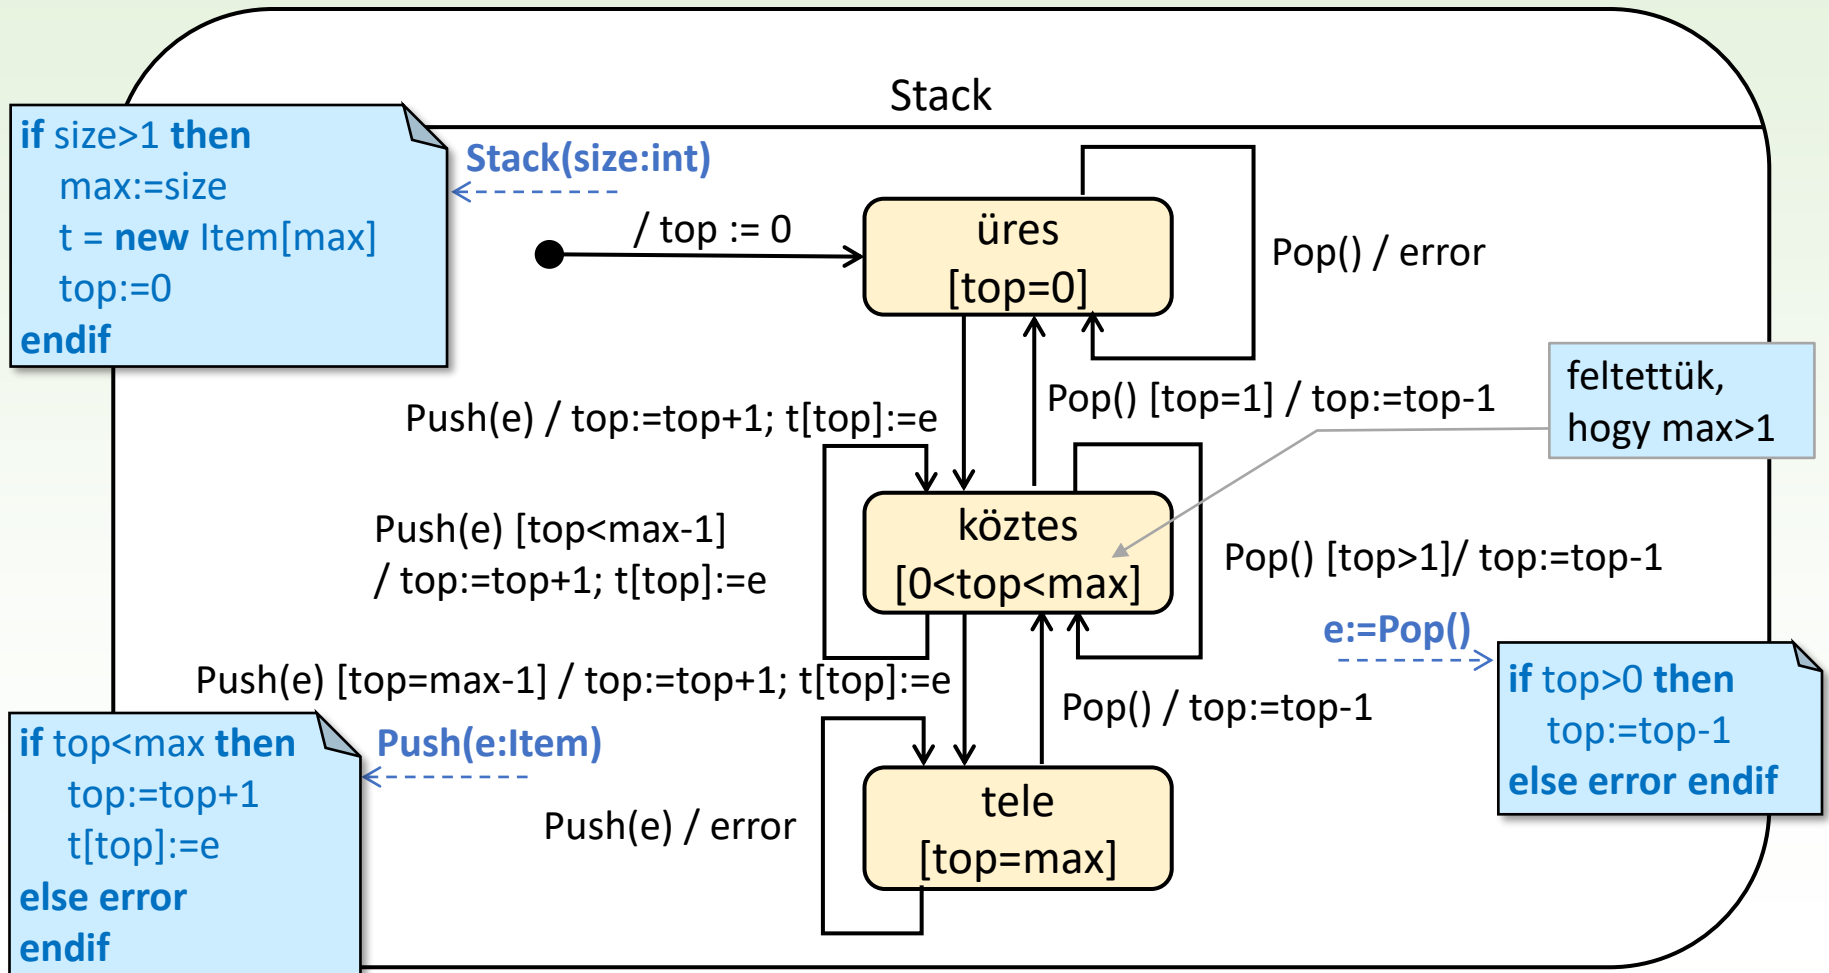 Stack
if size>1 then
max:=size
t = new Item[max]
top:=0
endif
Stack(size:int)
/ top := 0
üres
[top=0]
Pop() / error
Push(e) / top:=top+1; t[top]:=e
Pop() [top=1] / top:=top-1
feltettük,
hogy max>1
Push(e) [top<max-1]
/ top:=top+1; t[top]:=e
köztes
[0<top<max]
Pop() [top>1]/ top:=top-1
e:=Pop()
if top>0 then
top:=top-1
else error endif
Push(e) [top=max-1] / top:=top+1; t[top]:=e
Pop() / top:=top-1
Push(e:Item)
if top<max then
top:=top+1
t[top]:=e
else error
endif
Push(e) / error
tele
[top=max]